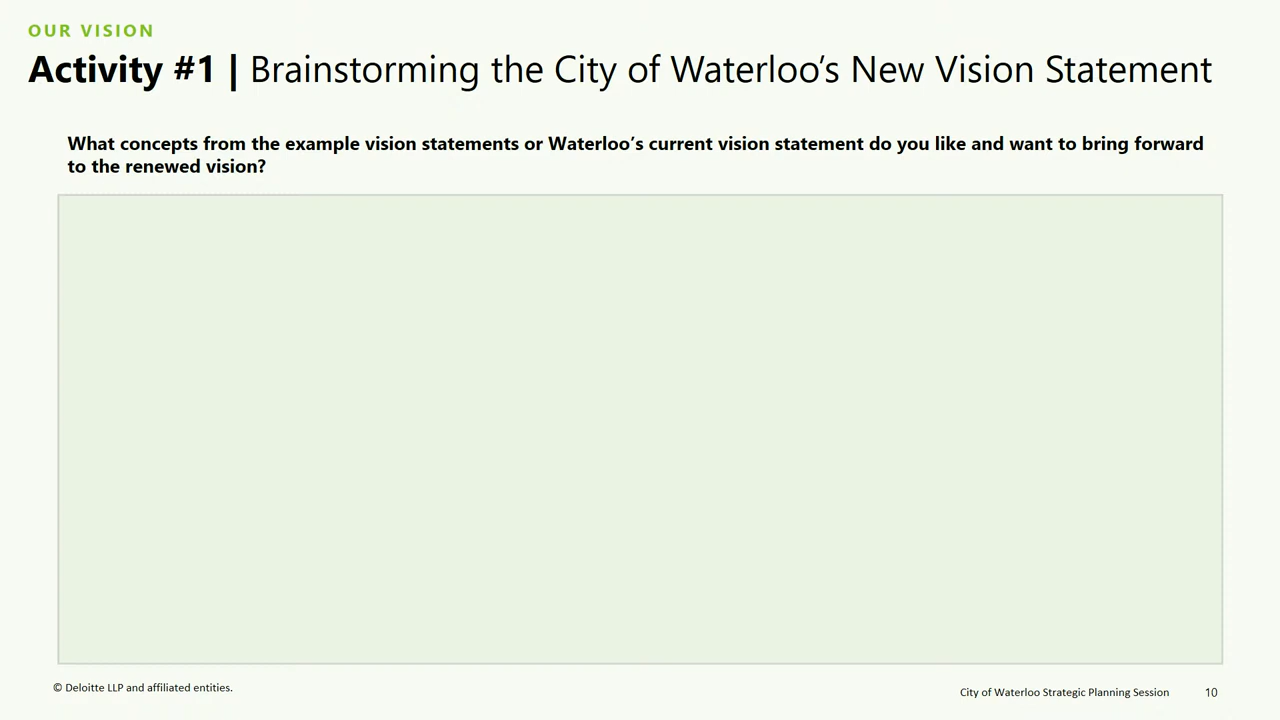 OUR VISION
Activity #1 | Brainstorming the City of Waterloo’s New Vision Statement
What concepts from the example vision statements or Waterloo’s current vision statement do you like and want to bring forward
to the renewed vision?
© Deloitte LLP and affiliated entities.
City of Waterloo Strategic Planning Session 10